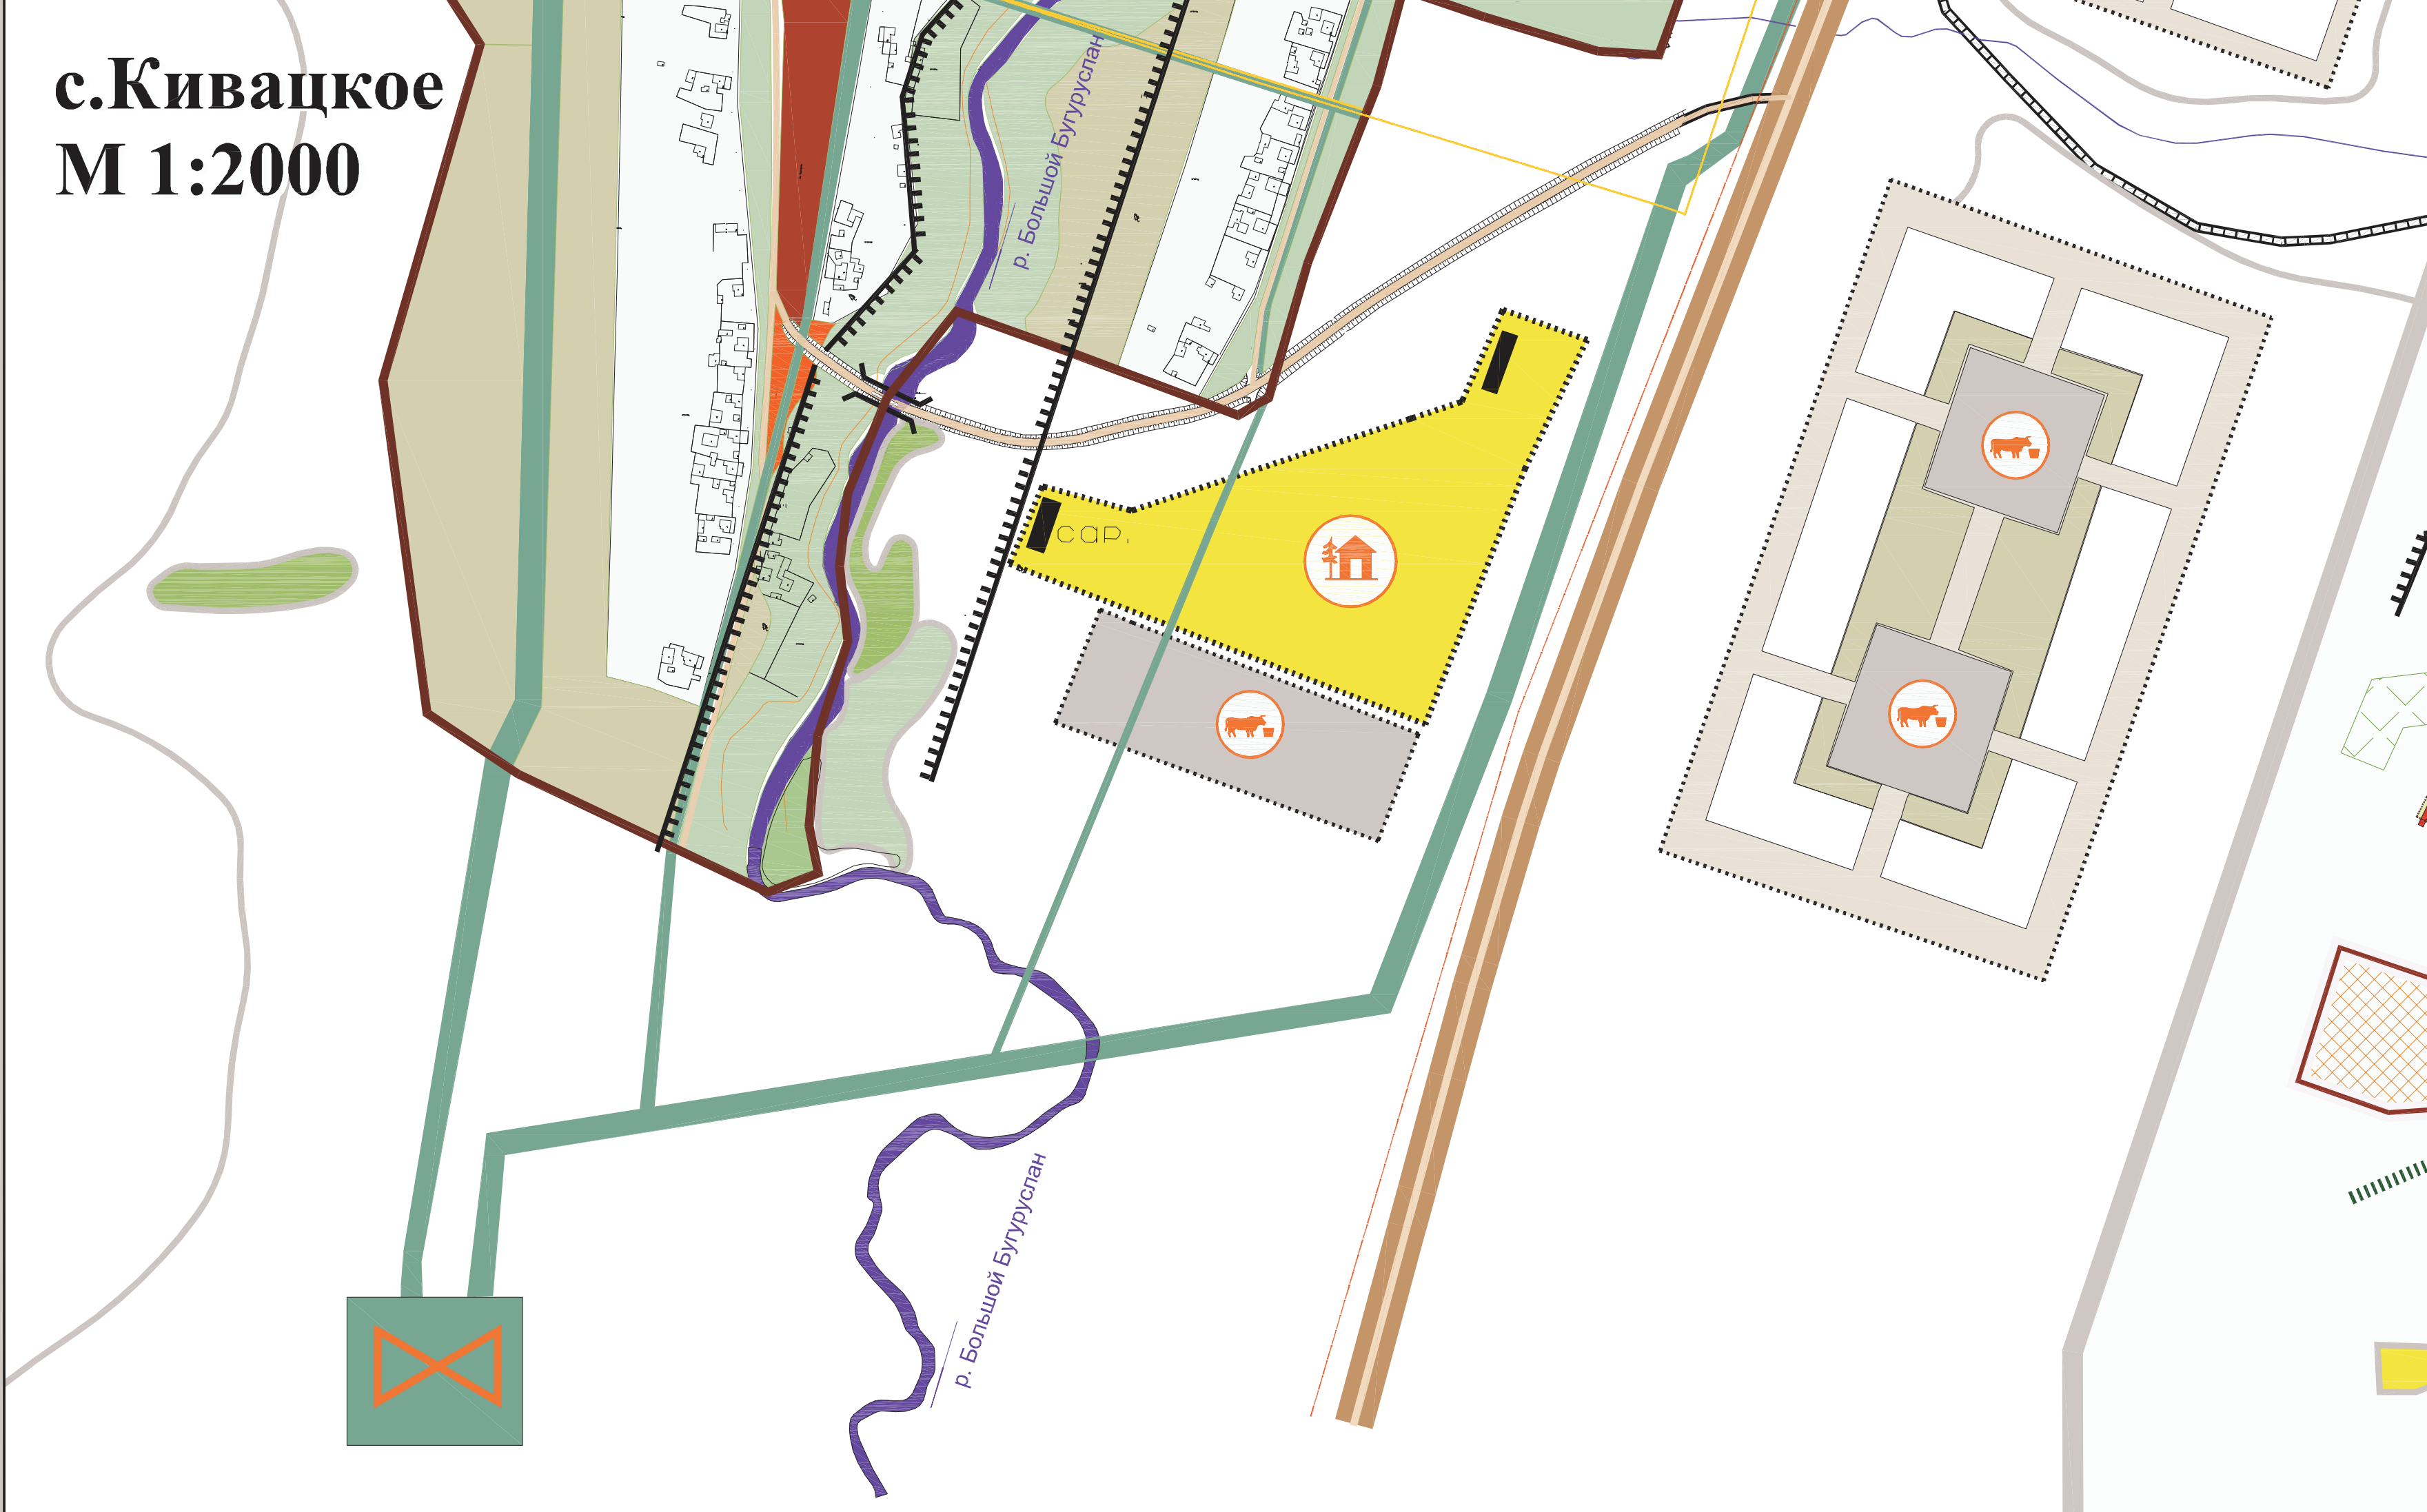 с.Кивацкое
М 1:2000
р. Большой Бугуруслан
сар.
р. Большой Бугуруслан